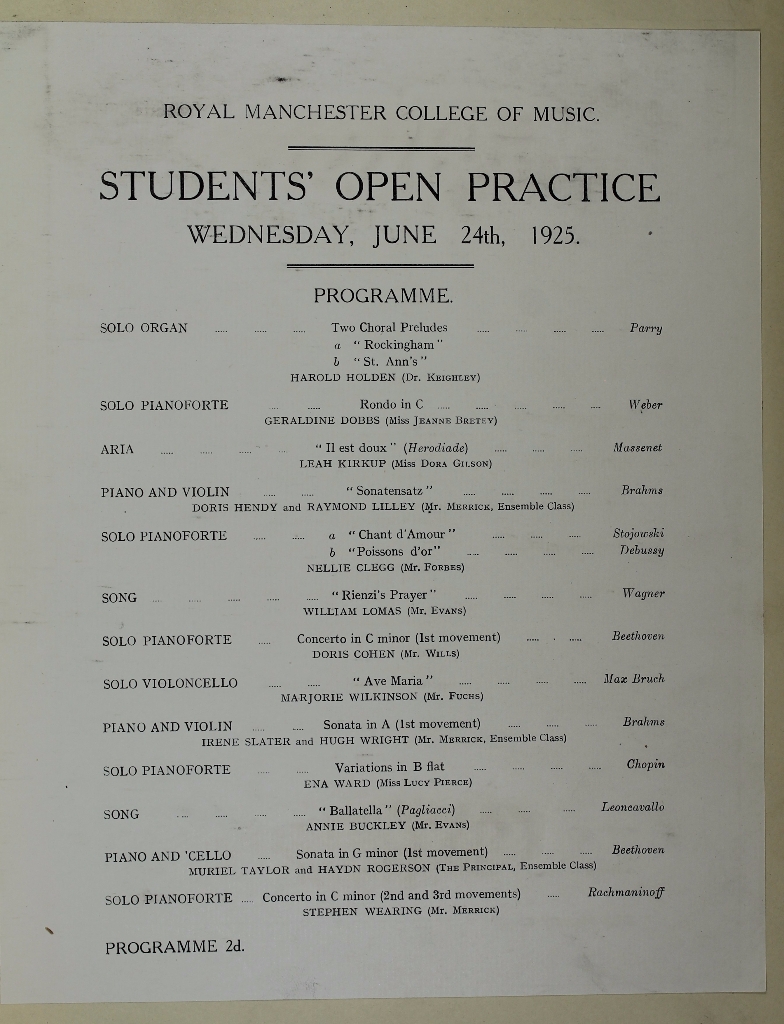 ROYAL MANCHESTER COLLEGE OF MUSIC.
STUDENTS' OPEN PRACTICE
WEDNESDAY, JUNE 24th, 1925.
PROGRAMME.
SOLO ORGAN ..... ..... ..... Two Choral Preludes ..... ..... ..... ..... Parry
a "Rockingham"
b "St. Ann's"
HAROLD HOLDEN (Dr. Keighley)
SOLO PIANOFORTE ..... ..... Rondo in C ..... ..... ..... ..... .... Weber
GERALDINE DOBBS (Miss Jeanne Bretey)
ARIA ..... ..... ..... ..... "Il est doux" (Herodiade) ..... ..... ..... Massenet
LEAH KIRKUP (Miss Dora Gilson)
PIANO AND VIOLIN ..... ..... "Sonatensatz" ..... ..... ..... ..... Brahms
DORIS HENDY and RAYMOND LILLEY (Mr. Merrick, Ensemble Class)
SOLO PIANOFORTE ..... ..... a "Chant d'Amour" ..... ..... ..... Stojowski
b "Poissons d'or" ..... ..... ..... ..... Debussy
NELLIE CLEGG (Mr. Forbes)
SONG ..... ..... ..... ..... "Rienzi's Prayer" ..... ..... ..... ..... Wagner
WILLIAM LOMAS (Mr. Evans)
SOLO PIANOFORTE ..... Concerto in C minor (1st movement) ..... . ..... Beethoven
DORIS COHEN (Mr. Wills)
SOLO VIOLONCELLO ..... ..... "Ave Maria" ..... ..... ..... ..... Max Bruch
MARJORIE WILKINSON (Mr. Fuchs)
PIANO AND VIOLIN ..... ..... Sonata in A (1st movement) ..... ..... ..... Brahms
IRENE SLATER and HUGH WRIGHT (Mr. Merrick, Ensemble Class)
SOLO PIANOFORTE ..... ..... Variations in B flat ..... ..... ..... ..... Chopin
ENA WARD (Miss Lucy Pierce)
SONG ..... ..... ..... ..... "Ballatella" (Pagliacci) ..... ..... ..... Leoncavallo
ANNIE BUCKLEY (Mr. Evans)
PIANO AND 'CELLO ..... Sonata in G minor (1st movement) ..... ..... ..... Beethoven
MURIEL TAYLOR and HAYDN ROGERSON (The Principal, Ensemble Class)
SOLO PIANOFORTE ..... Concerto in C minor (2nd and 3rd movements) ..... Rachmaninoff
STEPHEN WEARING (Mr. Merrick)
PROGRAMME 2d.